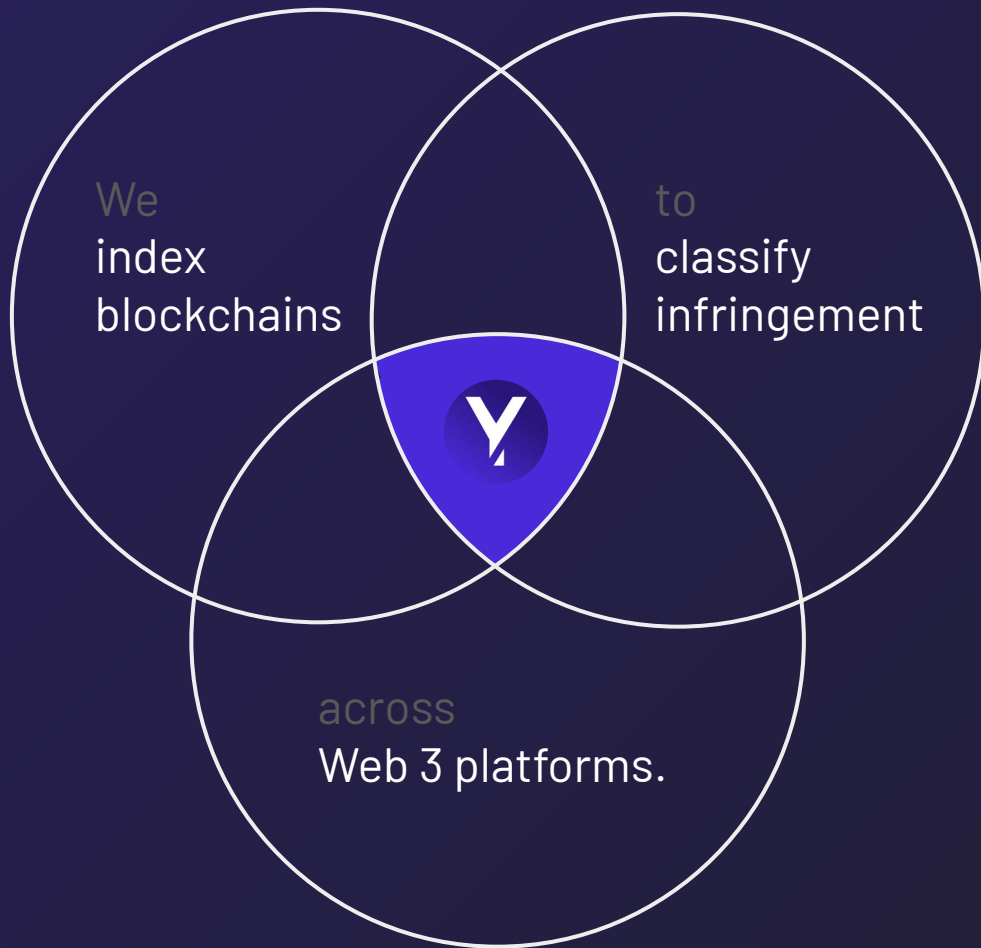 We
index
blockchains
to
classify
infringement
Y
across
Web 3 platforms.